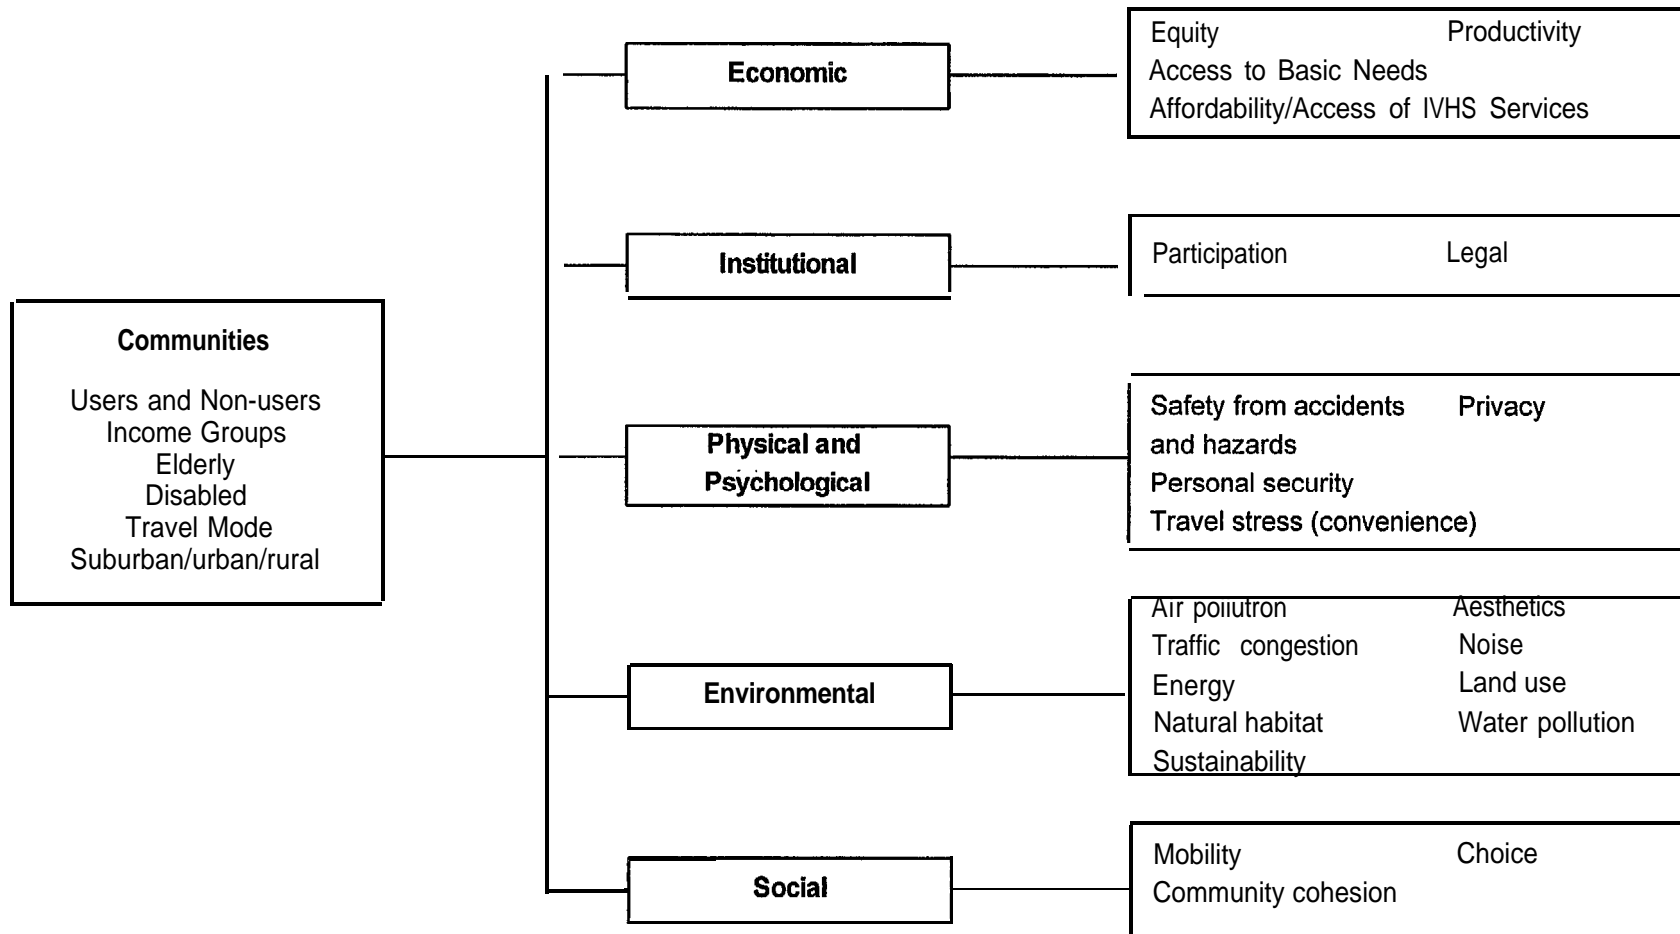 Communities
Users and Non-users
Income Groups
Elderly
Disabled
Travel Mode
Suburban/urban/rural
Economic
Equity Productivity
Access to Basic Needs
Affordability/Access of IVHS Services
Institutional
Participation Legal
Physical and
Psychological
Safety from accidents Privacy
and hazards
Personal security
Travel stress (convenience)
Environmental
Air pollutron Aesthetics
Traffic congestion Noise
Energy Land use
Natural habitat Water pollution
Sustainability
Social
Mobility Choice
Community cohesion